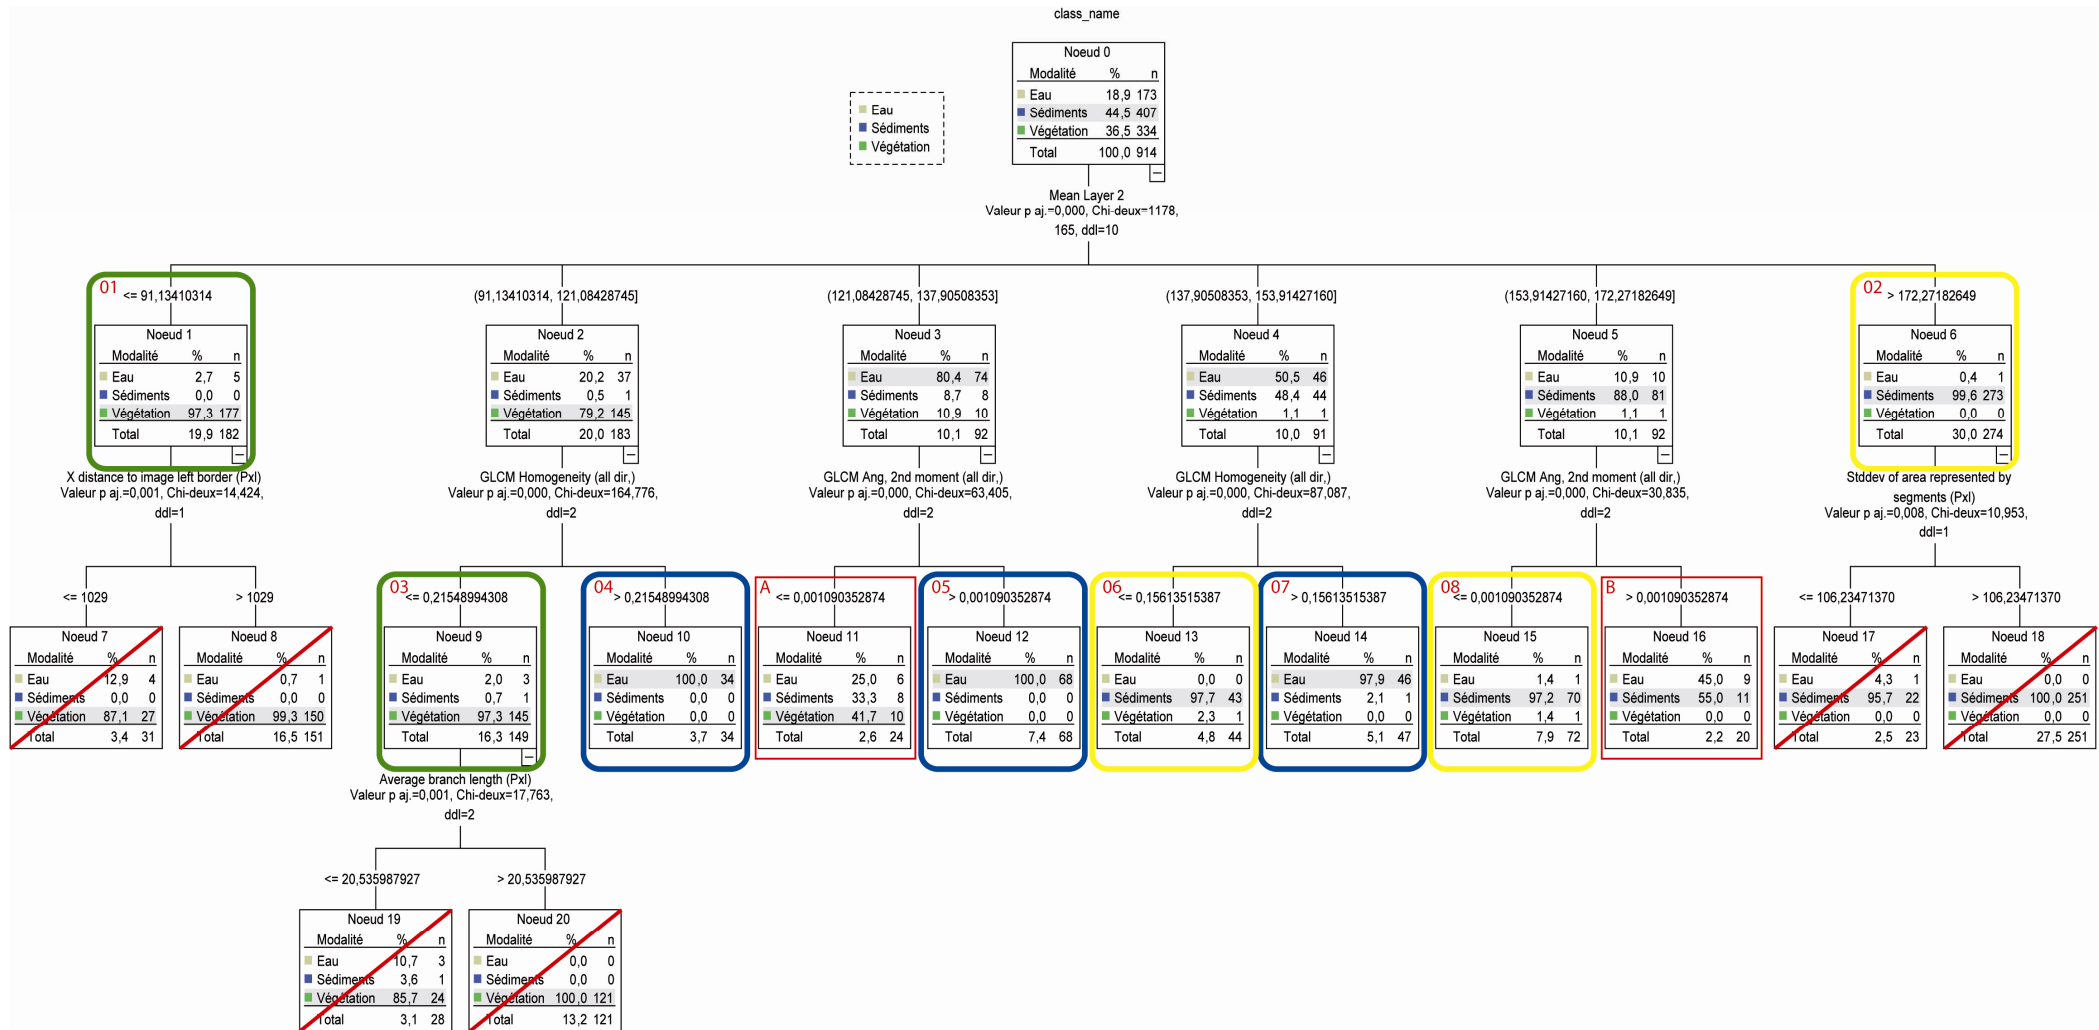 class_name
Noeud 0
Modalité % n
Eau 18,9 173
Sédiments 44,5 407
Végétation 36,5 334
Total 100,0 914
Eau
Sédiments
Végétation
Mean Layer 2
Valeur p aj.=0,000, Chi-deux=1178,
165, ddl=10
01
<= 91,13410314
Noeud 1
Modalité % n
Eau 2,7 5
Sédiments 0,0 0
Végétation 97,3 177
Total 19,9 182
X distance to image left border (Pxl)
Valeur p aj.=0,001, Chi-deux=14,424,
ddl=1
(91,13410314, 121,08428745]
Noeud 2
Modalité % n
Eau 20,2 37
Sédiments 0,5 1
Végétation 79,2 145
Total 20,0 183
GLCM Homogeneity (all dir,)
Valeur p aj.=0,000, Chi-deux=164,776,
ddl=2
(121,08428745, 137,90508353]
Noeud 3
Modalité % n
Eau 80,4 74
Sédiments 8,7 8
Végétation 10,9 10
Total 10,1 92
GLCM Ang, 2nd moment (all dir,)
Valeur p aj.=0,000, Chi-deux=63,405,
ddl=2
(137,90508353, 153,91427160]
Noeud 4
Modalité % n
Eau 50,5 46
Sédiments 48,4 44
Végétation 1,1 1
Total 10,0 91
GLCM Homogeneity (all dir,)
Valeur p aj.=0,000, Chi-deux=87,087,
ddl=2
(153,91427160, 172,27182649]
Noeud 5
Modalité % n
Eau 10,9 10
Sédiments 88,0 81
Végétation 1,1 1
Total 10,1 92
GLCM Ang, 2nd moment (all dir,)
Valeur p aj.=0,000, Chi-deux=30,835,
ddl=2
02
> 172,27182649
Noeud 6
Modalité % n
Eau 0,4 1
Sédiments 99,6 273
Végétation 0,0 0
Total 30,0 274
Stddev of area represented by
segments (Pxl)
Valeur p aj.=0,008, Chi-deux=10,953,
ddl=1
<= 1029
Noeud 7
Modalité % n
Eau 12,9 4
Sédiments 0,0 0
Végétation 87,1 27
Total 3,4 31
> 1029
Noeud 8
Modalité % n
Eau 0,7 1
Sédiments 0,0 0
Végétation 99,3 150
Total 16,5 151
03
<= 0,21548994308
Noeud 9
Modalité % n
Eau 2,0 3
Sédiments 0,7 1
Végétation 97,3 145
Total 16,3 149
Average branch length (Pxl)
Valeur p aj.=0,001, Chi-deux=17,763,
ddl=2
04
> 0,21548994308
Noeud 10
Modalité % n
Eau 100,0 34
Sédiments 0,0 0
Végétation 0,0 0
Total 3,7 34
A
<= 0,001090352874
Noeud 11
Modalité % n
Eau 25,0 6
Sédiments 33,3 8
Végétation 41,7 10
Total 2,6 24
05
> 0,001090352874
Noeud 12
Modalité % n
Eau 100,0 68
Sédiments 0,0 0
Végétation 0,0 0
Total 7,4 68
06
<= 0,15613515387
Noeud 13
Modalité % n
Eau 0,0 0
Sédiments 97,7 43
Végétation 2,3 1
Total 4,8 44
07
> 0,15613515387
Noeud 14
Modalité % n
Eau 97,9 46
Sédiments 2,1 1
Végétation 0,0 0
Total 5,1 47
08
<= 0,001090352874
Noeud 15
Modalité % n
Eau 1,4 1
Sédiments 97,2 70
Végétation 1,4 1
Total 7,9 72
B
> 0,001090352874
Noeud 16
Modalité % n
Eau 45,0 9
Sédiments 55,0 11
Végétation 0,0 0
Total 2,2 20
<= 106,23471370
Noeud 17
Modalité % n
Eau 4,3 1
Sédiments 95,7 22
Végétation 0,0 0
Total 2,5 23
> 106,23471370
Noeud 18
Modalité % n
Eau 0,0 0
Sédiments 100,0 251
Végétation 0,0 0
Total 27,5 251
<= 20,535987927
Noeud 19
Modalité % n
Eau 10,7 3
Sédiments 3,6 1
Végétation 85,7 24
Total 3,1 28
> 20,535987927
Noeud 20
Modalité % n
Eau 0,0 0
Sédiments 0,0 0
Végétation 100,0 121
Total 13,2 121